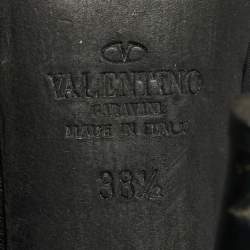 VALENTINO
GARAVANI
MADE IN ITALY
38½